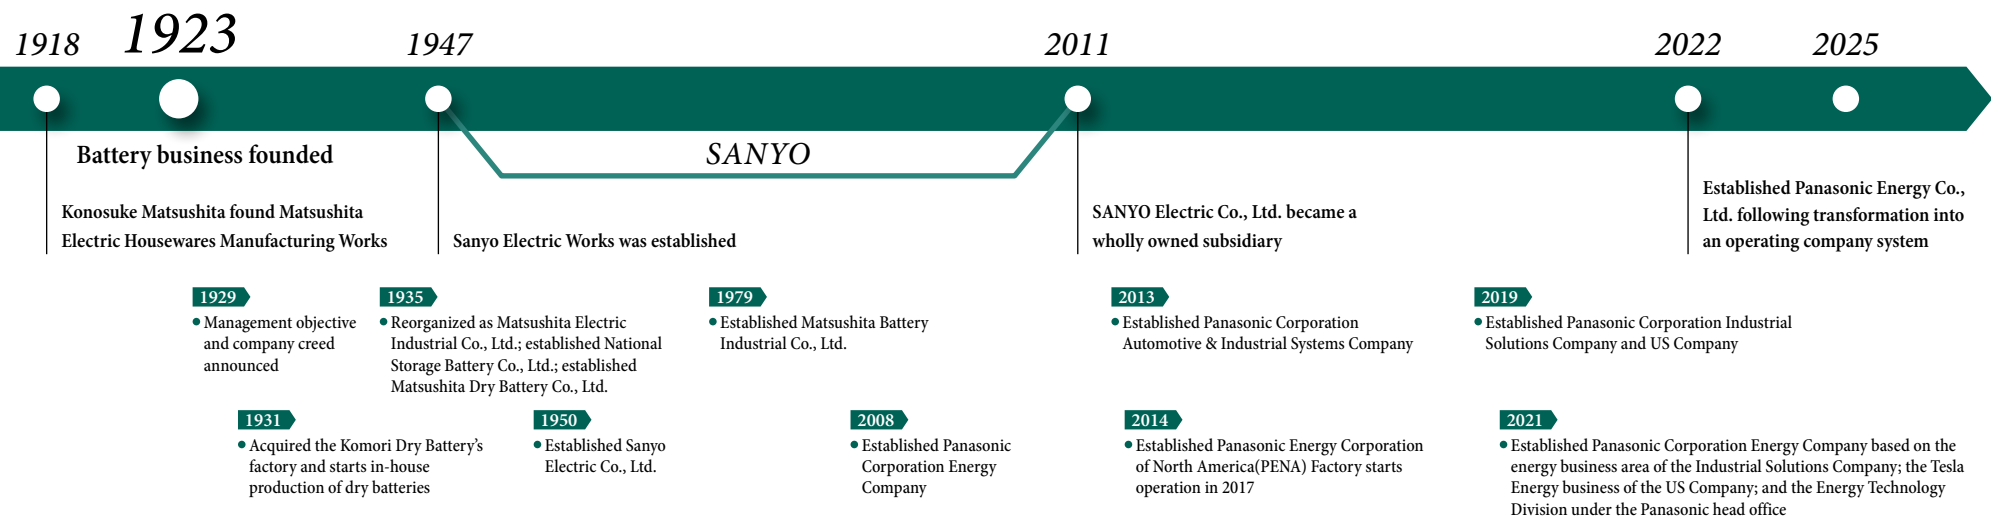 1918
1923
1947
2011
2022
2025
Battery business founded
SANYO
Konosuke Matsushita found Matsushita
Electric Housewares Manufacturing Works
Sanyo Electric Works was established
SANYO Electric Co., Ltd. became a
wholly owned subsidiary
Established Panasonic Energy Co.,
Ltd. following transformation into
an operating company system
1929
• Management objective
and company creed
announced
1935
• Reorganized as Matsushita Electric
Industrial Co., Ltd.; established National
Storage Battery Co., Ltd.; established
Matsushita Dry Battery Co., Ltd.
1979
• Established Matsushita Battery
Industrial Co., Ltd.
2013
• Established Panasonic Corporation
Automotive & Industrial Systems Company
2019
• Established Panasonic Corporation Industrial
Solutions Company and US Company
1931
• Acquired the Komori Dry Battery's
factory and starts in-house
production of dry batteries
1950
• Established Sanyo
Electric Co., Ltd.
2008
• Established Panasonic
Corporation Energy
Company
2014
• Established Panasonic Energy Corporation
of North America(PENA) Factory starts
operation in 2017
2021
• Established Panasonic Corporation Energy Company based on the
energy business area of the Industrial Solutions Company; the Tesla
Energy business of the US Company; and the Energy Technology
Division under the Panasonic head office